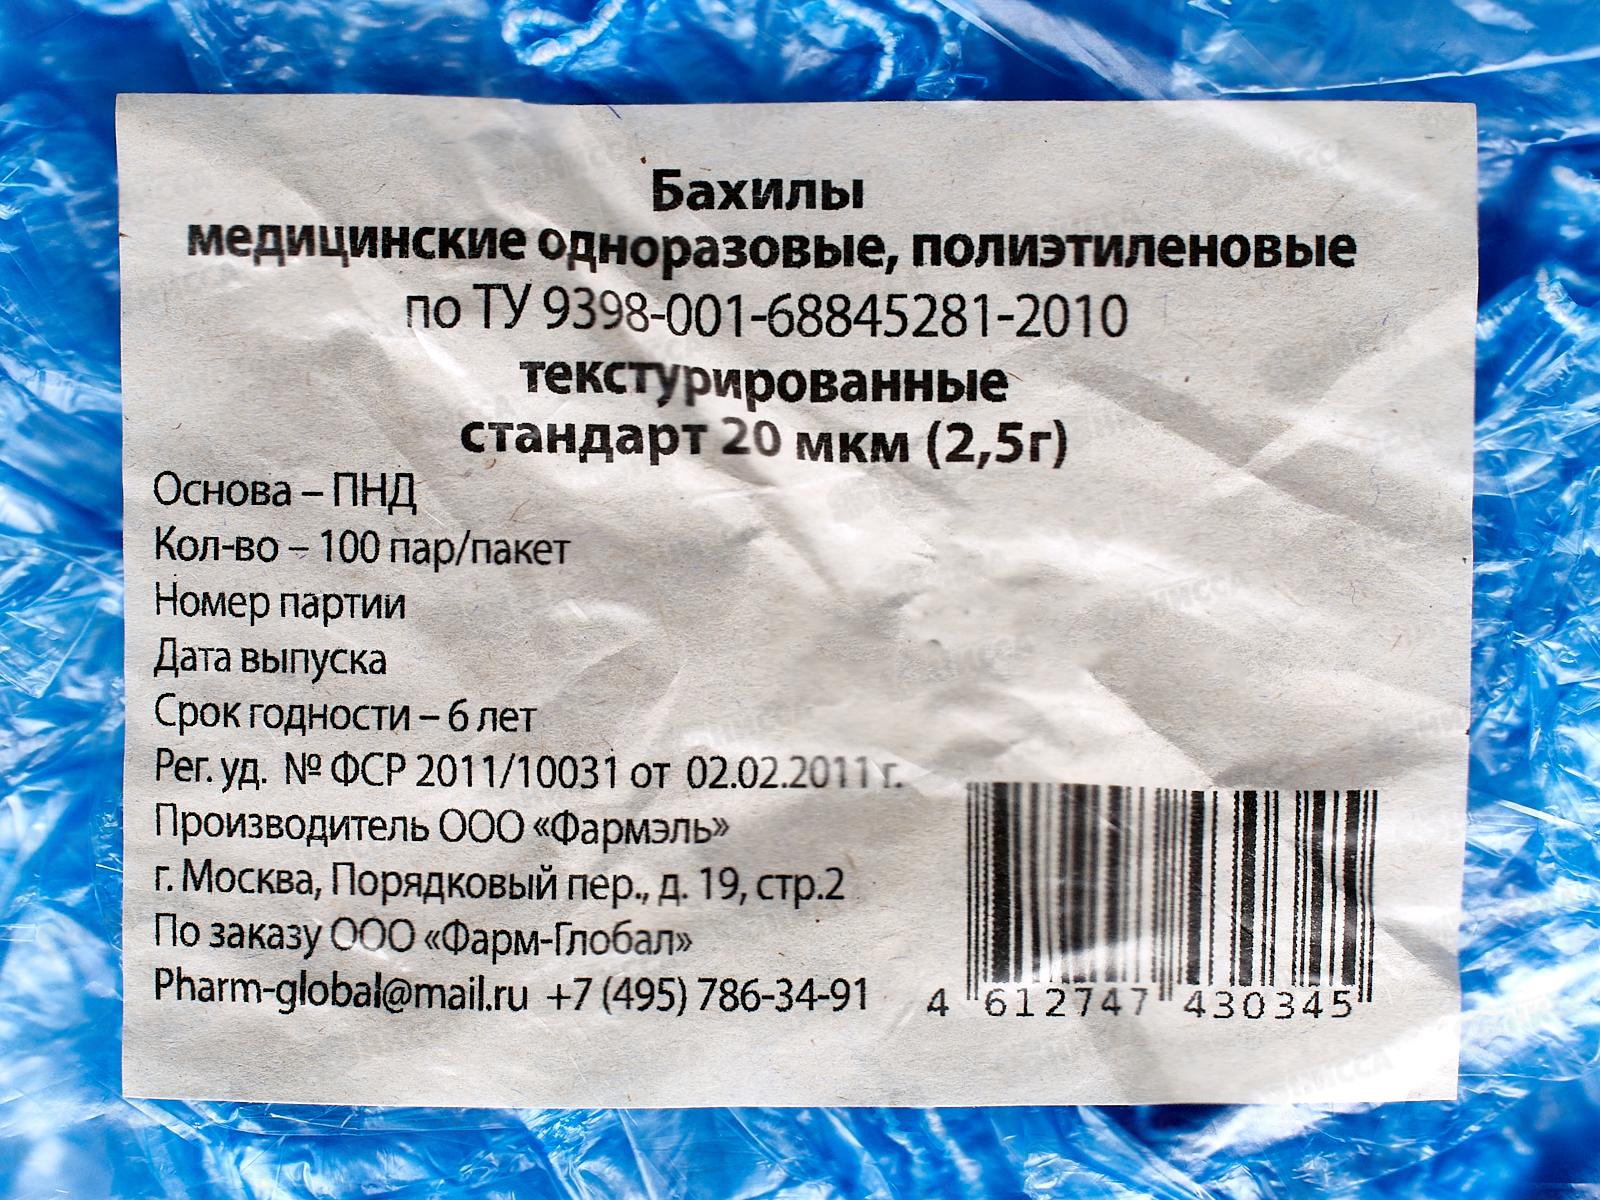 Бахилы
медицинские одноразовые, полиэтиленовые
по ТУ 9398-001-68845281-2010
текстурированные
стандарт 20 мкм (2,5г)
Основа – ПНД
Кол-во – 100 пар/пакет
Номер партии
Дата выпуска
Срок годности – 6 лет
Рег. уд. № ФСР 2011/10031 от 02.02.2011 г.
Производитель ООО «Фармэль»
г. Москва, Порядковый пер., д. 19, стр.2
По заказу ООО «Фарм-Глобал»
Pharm-global@mail.ru +7 (495) 786-34-91
4 612747 430345